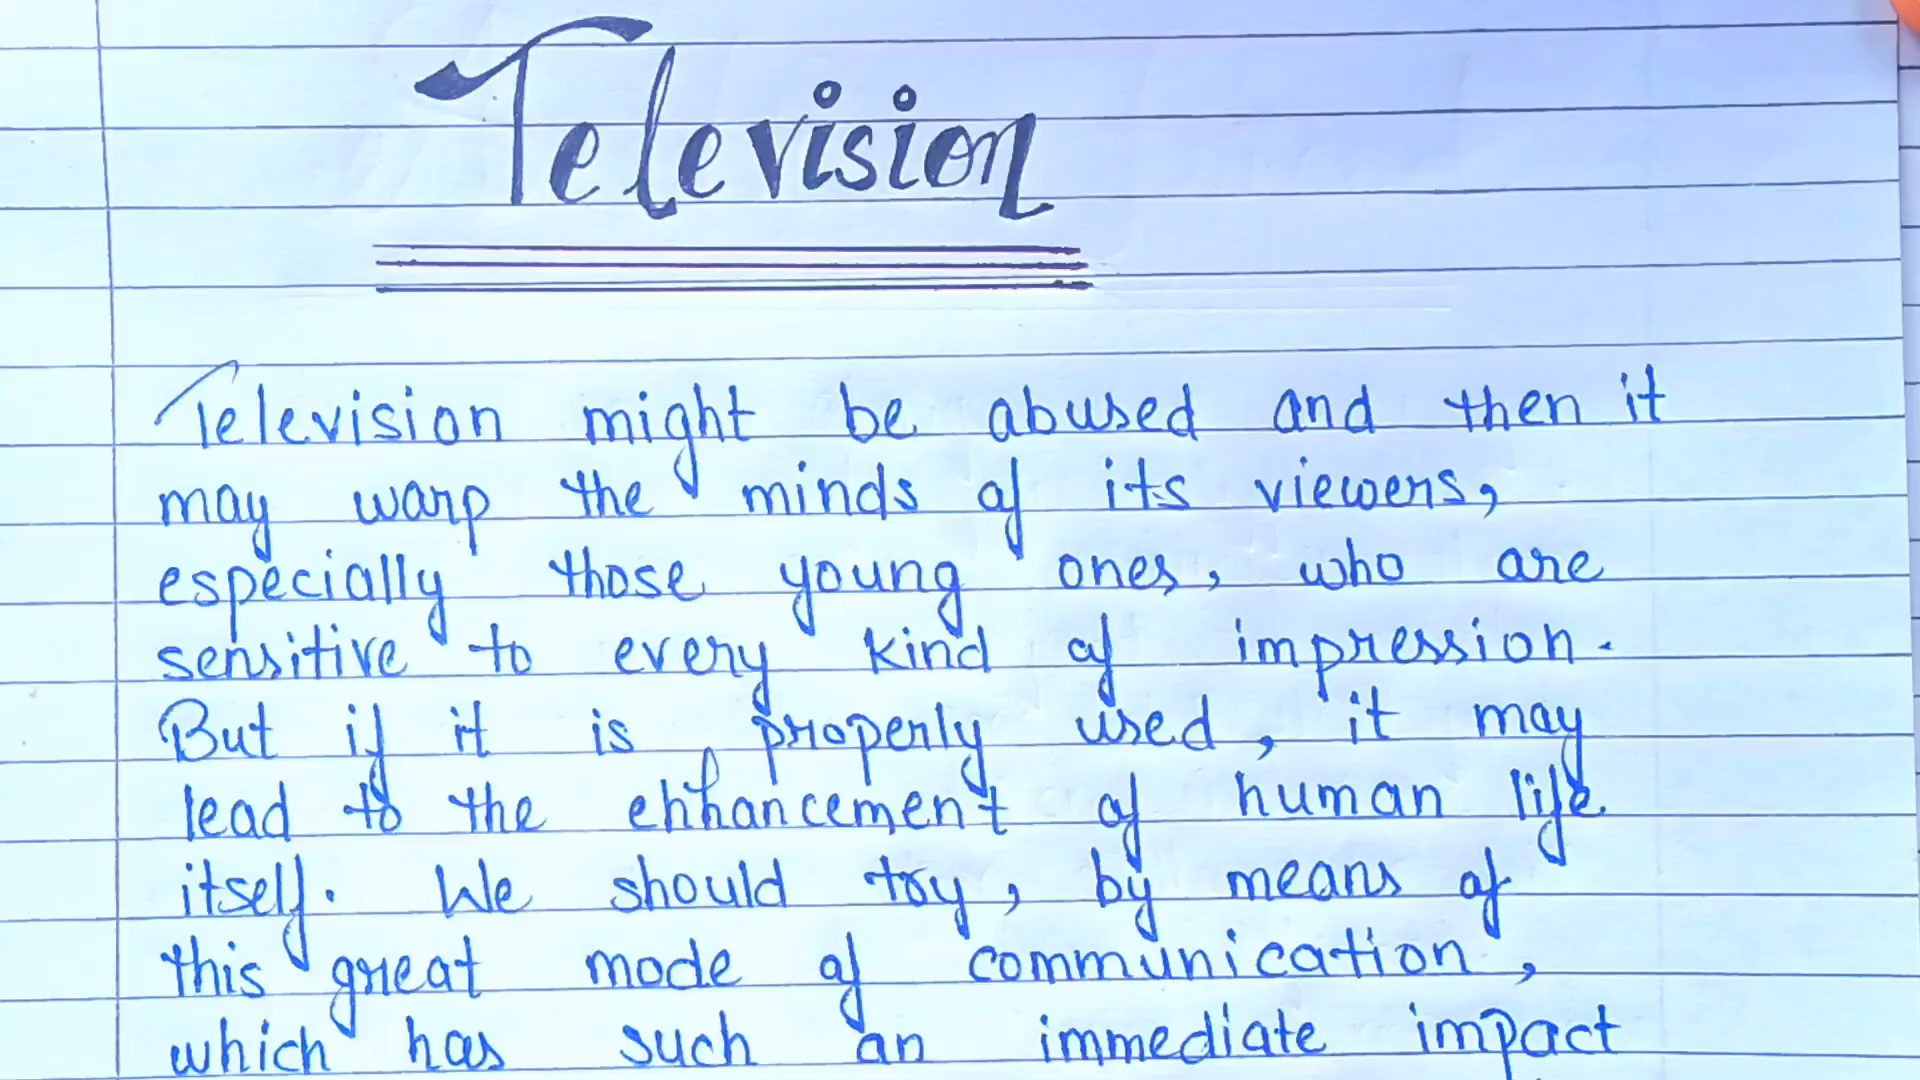 Television
Television might be abused and then it
may warp the minds of its viewers,
especially those young ones, who are
sensitive to every kind of impression.
But if it is properly used, it may
lead to the enhancement of human life
itself. We should try, by means of
this great mode of communication,
which has such an immediate impact